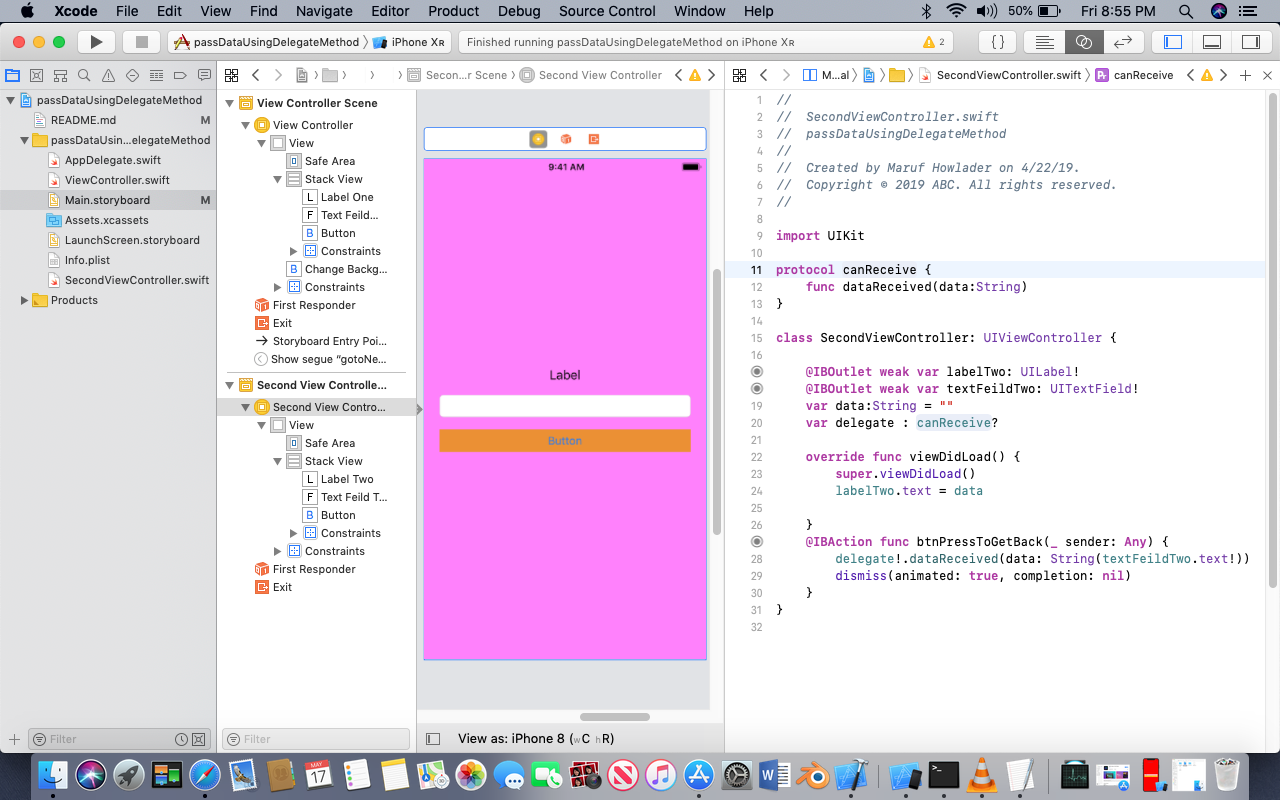 Xcode File Edit View Find Navigate Editor Product Debug Source Control Window Help 50% Fri 8:55 PM
passDataUsingDelegateMethod iPhone XR Finished running passDataUsingDelegateMethod on iPhone XR 2
Secon...r Scene Second View Controller
M...al SecondViewController.swift Pr canReceive
passDataUsingDelegateMethod
README.md M
passDataUsin...elegateMethod
AppDelegate.swift
ViewController.swift
Main.storyboard M
Assets.xcassets
LaunchScreen.storyboard
Info.plist
SecondViewController.swift
Products
Filter
View Controller Scene
View Controller
View
Safe Area
Stack View
L Label One
F Text Feild...
B Button
Constraints
B Change Backg...
Constraints
First Responder
Exit
Storyboard Entry Poi...
Show segue “gotoNe...
Second View Controlle...
Second View Contro...
View
Safe Area
Stack View
L Label Two
F Text Feild T...
B Button
Constraints
Constraints
First Responder
Exit
Filter
9:41 AM
Label
Button
View as: iPhone 8 (wC hR)
1 //
2 //  SecondViewController.swift
3 //  passDataUsingDelegateMethod
4 //
5 //  Created by Maruf Howlader on 4/22/19.
6 //  Copyright © 2019 ABC. All rights reserved.
7 //
8
9 import UIKit
10
11 protocol canReceive {
12     func dataReceived(data:String)
13 }
14
15 class SecondViewController: UIViewController {
16
@IBOutlet weak var labelTwo: UILabel!
@IBOutlet weak var textFeildTwo: UITextField!
19     var data:String = ""
20     var delegate : canReceive?
21
22     override func viewDidLoad() {
23         super.viewDidLoad()
24         labelTwo.text = data
25
26     }
@IBAction func btnPressToGetBack(_ sender: Any) {
28         delegate!.dataReceived(data: String(textFeildTwo.text!))
29         dismiss(animated: true, completion: nil)
30     }
31 }
32
MAY
17